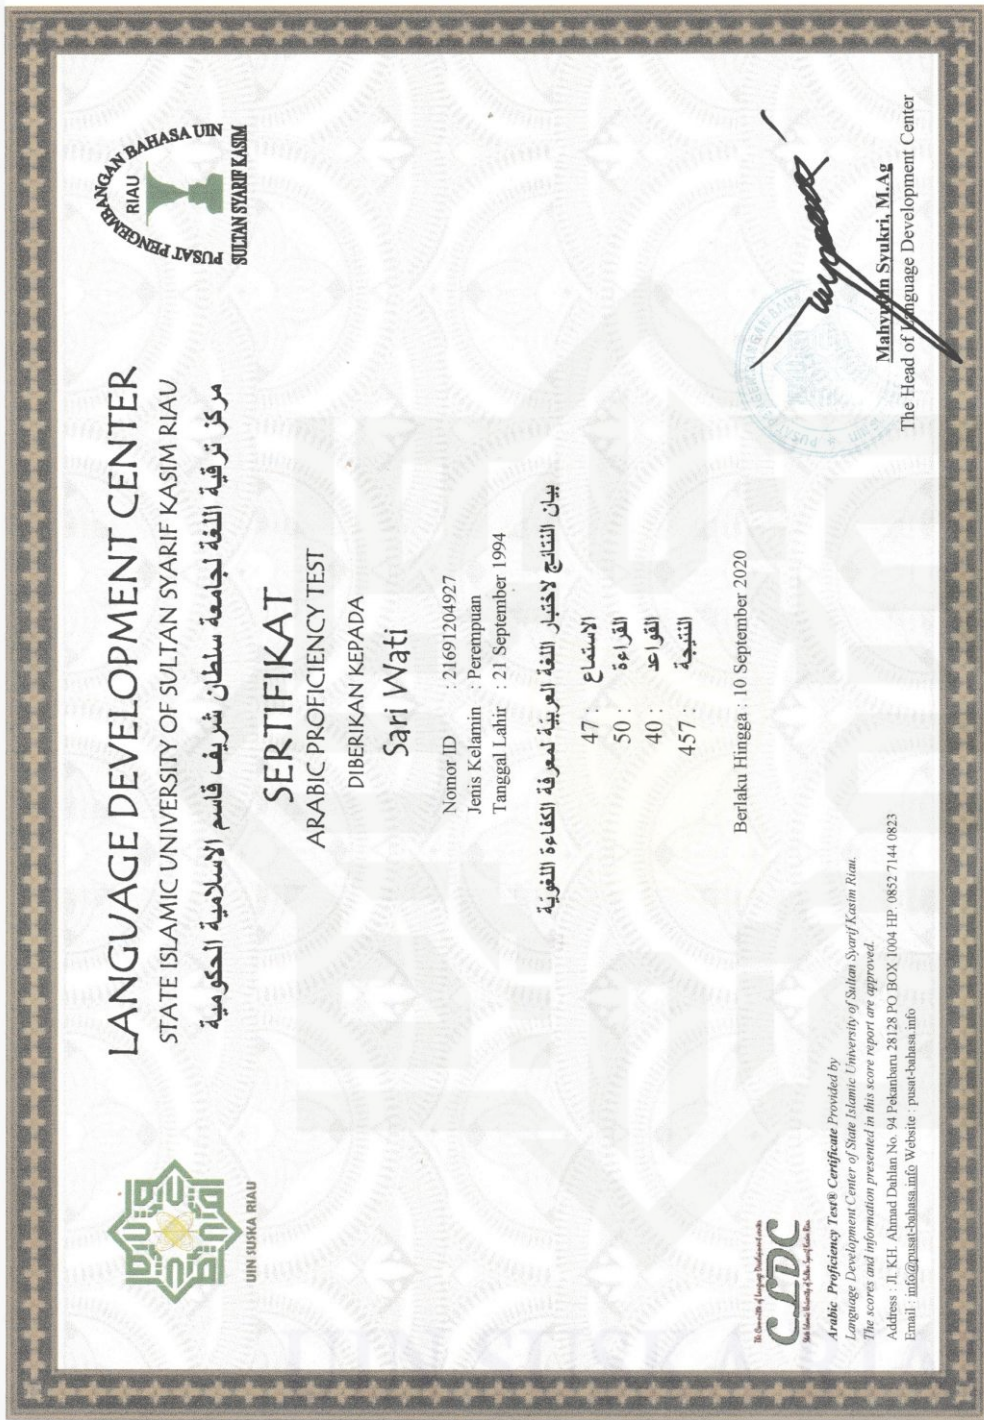 LANGUAGE DEVELOPMENT CENTER
STATE ISLAMIC UNIVERSITY OF SULTAN SYARIF KASIM RIAU
مركز ترقية اللغة لجامعة سلطان شريف قاسم الاسلامية الحكومية
UIN SUSKA RIAU
PUSAT PENGEMBANGAN BAHASA UIN
RIAU
SULTAN SYARIF KASIM
SERTIFIKAT
ARABIC PROFICIENCY TEST
DIBERIKAN KEPADA
Sari Wati
Nomor ID : 21691204927
Jenis Kelamin : Perempuan
Tanggal Lahir : 21 September 1994
بيان النتائج لاختبار اللغة العربية لمعرفة الكفاءة اللغوية
الاستماع : 47
القراءة : 50
القواعد : 40
النتيجة : 457
Berlaku Hingga : 10 September 2020
Mahyudin Syukri, M.Ag
The Head of Language Development Center
CLDC
Arabic Proficiency Test® Certificate Provided by
Language Development Center of State Islamic University of Sultan Syarif Kasim Riau.
The scores and information presented in this score report are approved.
Address : Jl. KH. Ahmad Dahlan No. 94 Pekanbaru 28128 PO BOX 1004 HP. 0852 7144 0823
Email : info@pusat-bahasa.info Website : pusat-bahasa.info